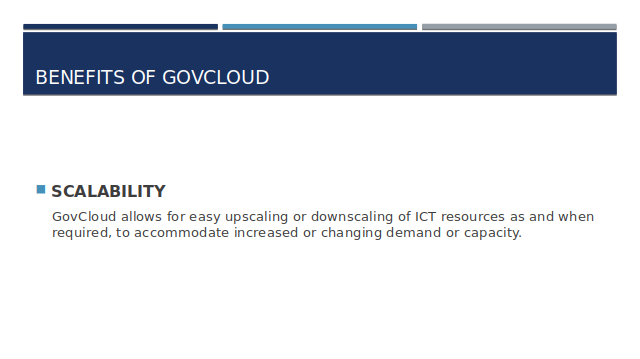 BENEFITS OF GOVCLOUD
SCALABILITY
GovCloud allows for easy upscaling or downscaling of ICT resources as and when
required, to accommodate increased or changing demand or capacity.